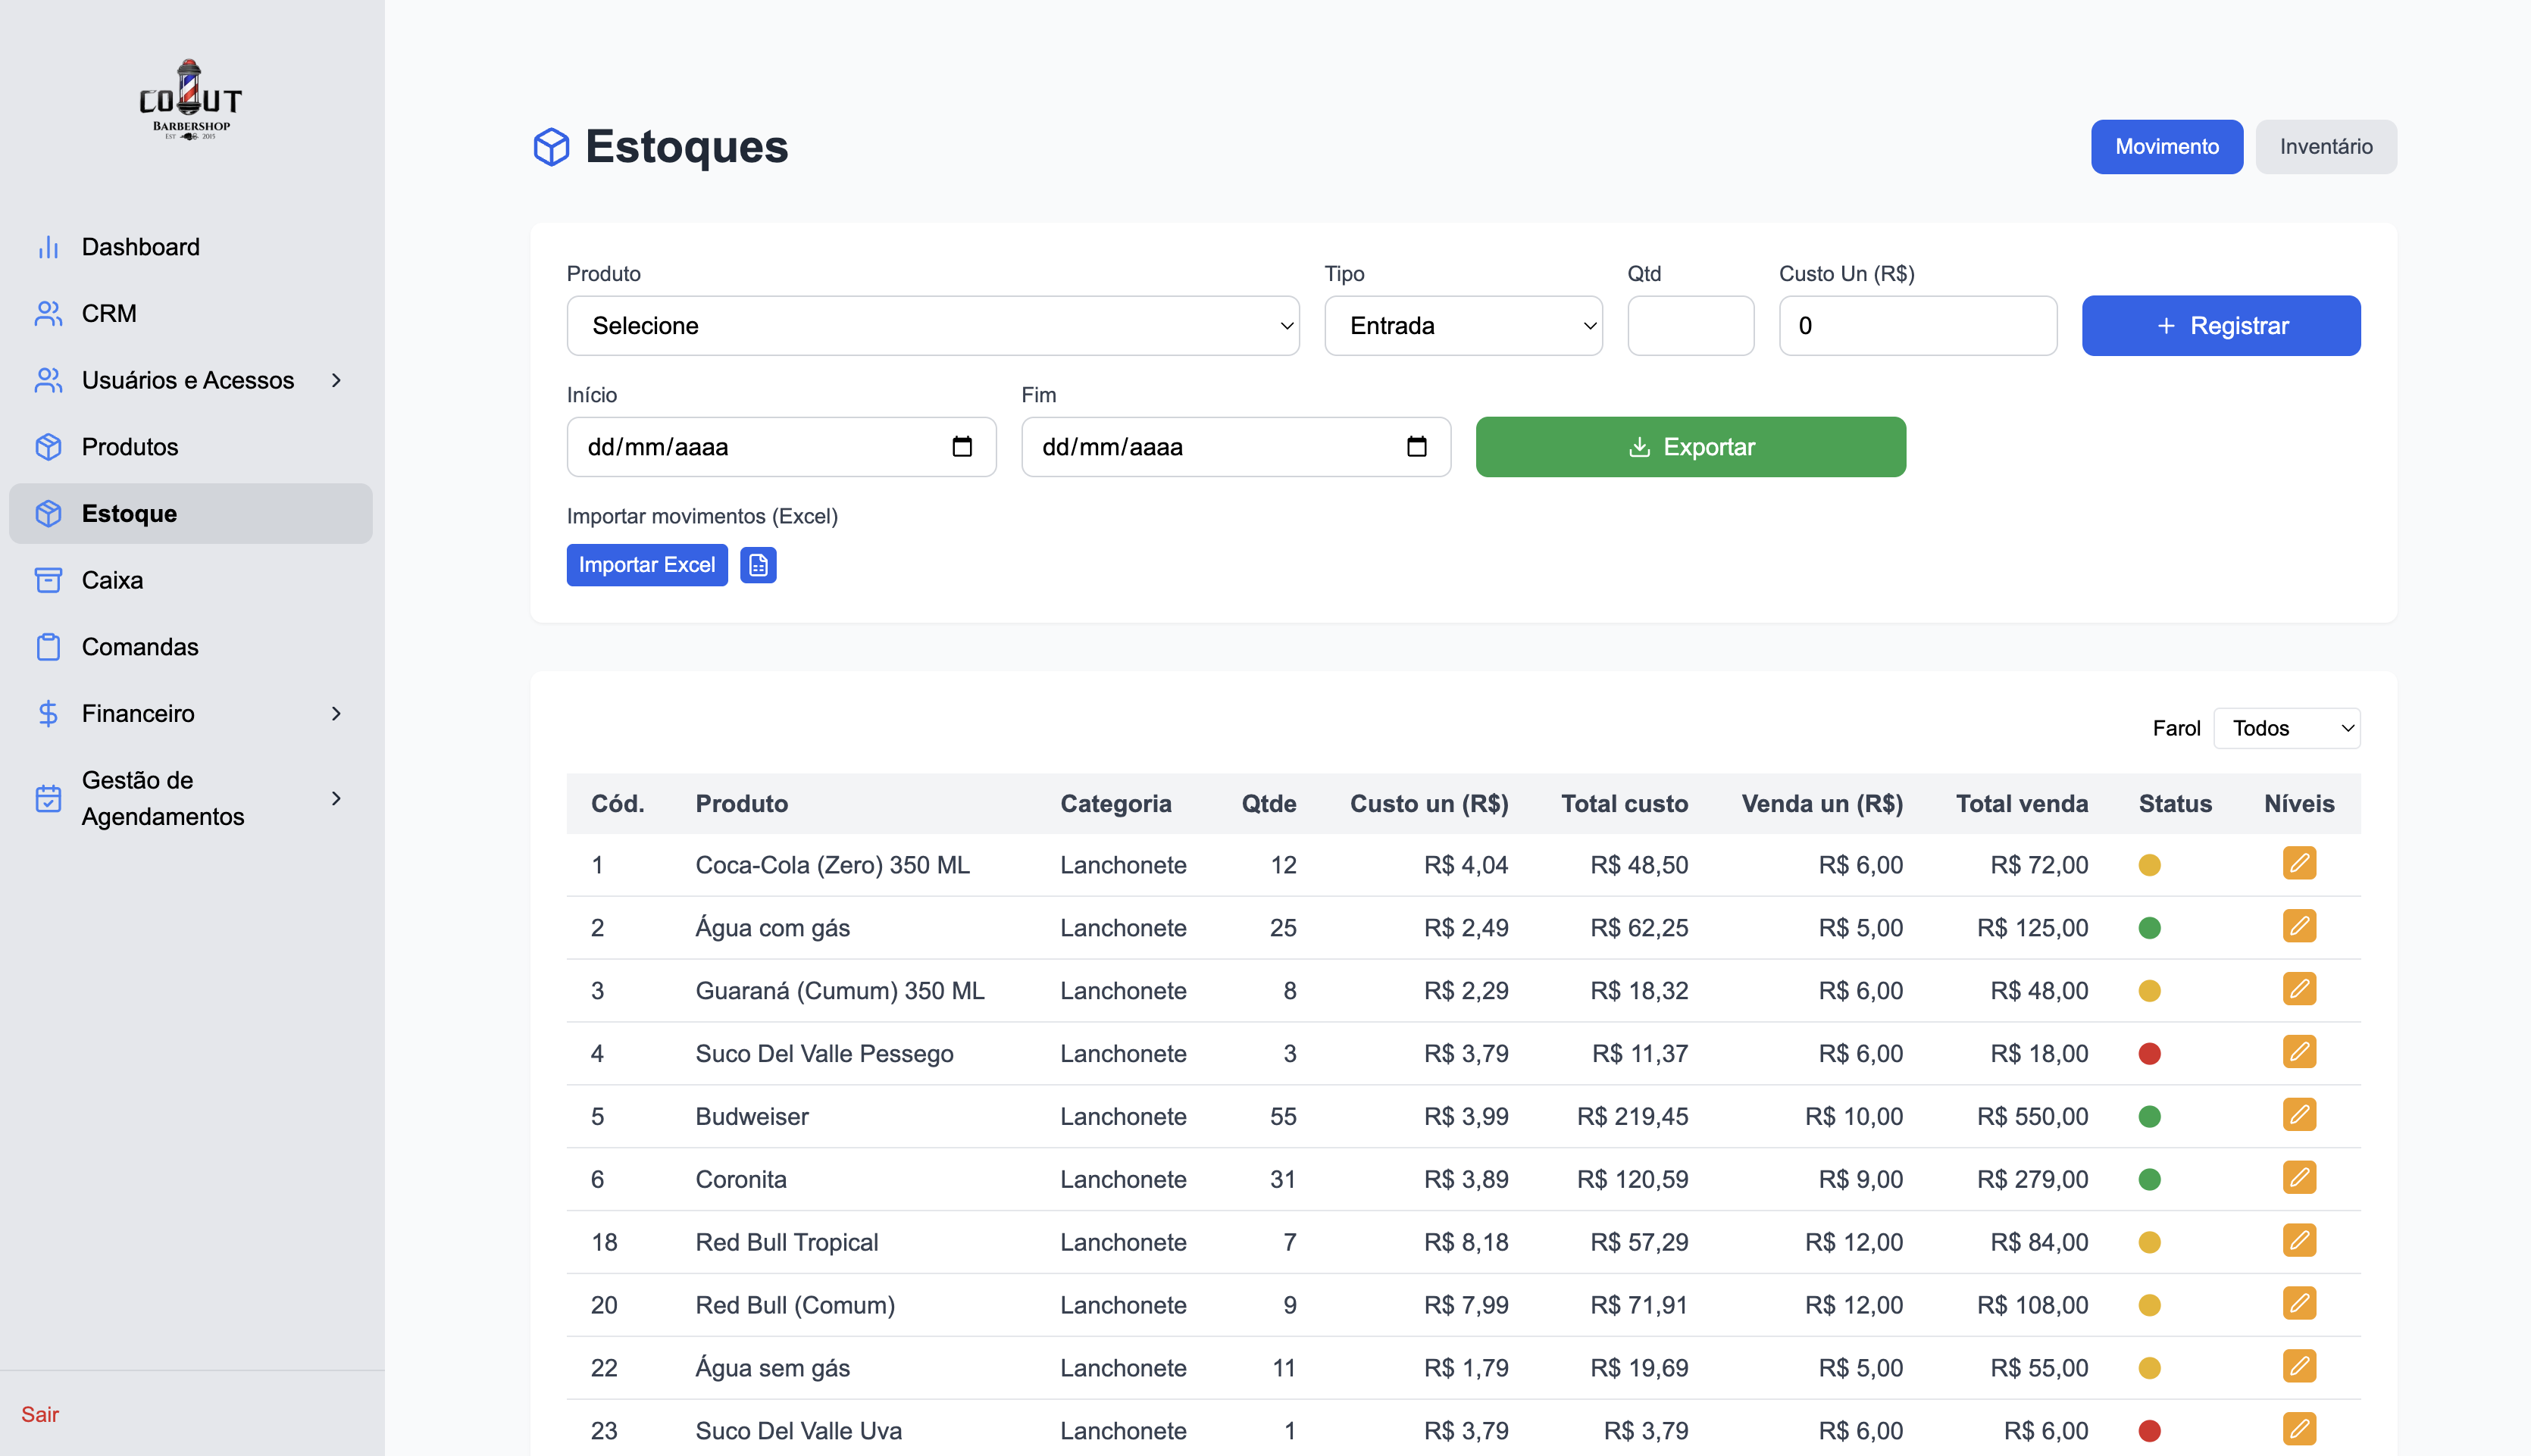 CO UT
BARBERSHOP
EST 2015
Dashboard
CRM
Usuários e Acessos
Produtos
Estoque
Caixa
Comandas
Financeiro
Gestão de
Agendamentos
Sair
Estoques
Movimento Inventário
Produto Tipo Qtd Custo Un (R$)
Selecione Entrada 0 + Registrar
Início Fim
dd/mm/aaaa dd/mm/aaaa Exportar
Importar movimentos (Excel)
Importar Excel
Farol Todos
Cód. Produto Categoria Qtde Custo un (R$) Total custo Venda un (R$) Total venda Status Níveis
1 Coca-Cola (Zero) 350 ML Lanchonete 12 R$ 4,04 R$ 48,50 R$ 6,00 R$ 72,00
2 Água com gás Lanchonete 25 R$ 2,49 R$ 62,25 R$ 5,00 R$ 125,00
3 Guaraná (Cumum) 350 ML Lanchonete 8 R$ 2,29 R$ 18,32 R$ 6,00 R$ 48,00
4 Suco Del Valle Pessego Lanchonete 3 R$ 3,79 R$ 11,37 R$ 6,00 R$ 18,00
5 Budweiser Lanchonete 55 R$ 3,99 R$ 219,45 R$ 10,00 R$ 550,00
6 Coronita Lanchonete 31 R$ 3,89 R$ 120,59 R$ 9,00 R$ 279,00
18 Red Bull Tropical Lanchonete 7 R$ 8,18 R$ 57,29 R$ 12,00 R$ 84,00
20 Red Bull (Comum) Lanchonete 9 R$ 7,99 R$ 71,91 R$ 12,00 R$ 108,00
22 Água sem gás Lanchonete 11 R$ 1,79 R$ 19,69 R$ 5,00 R$ 55,00
23 Suco Del Valle Uva Lanchonete 1 R$ 3,79 R$ 3,79 R$ 6,00 R$ 6,00